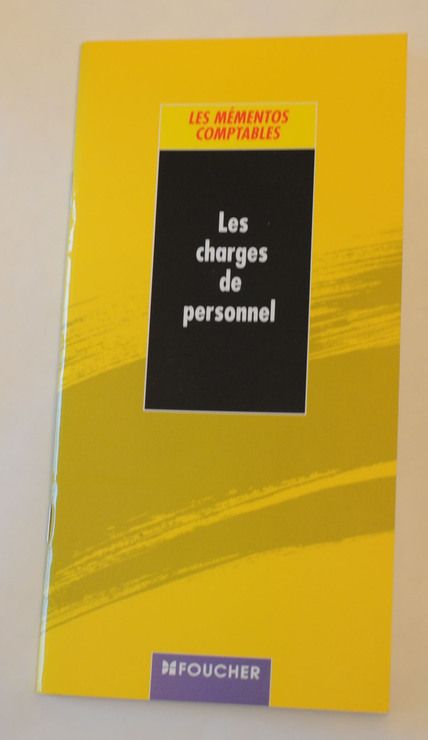 LES MÉMENTOS
COMPTABLES
Les
charges
de
personnel
FOUCHER